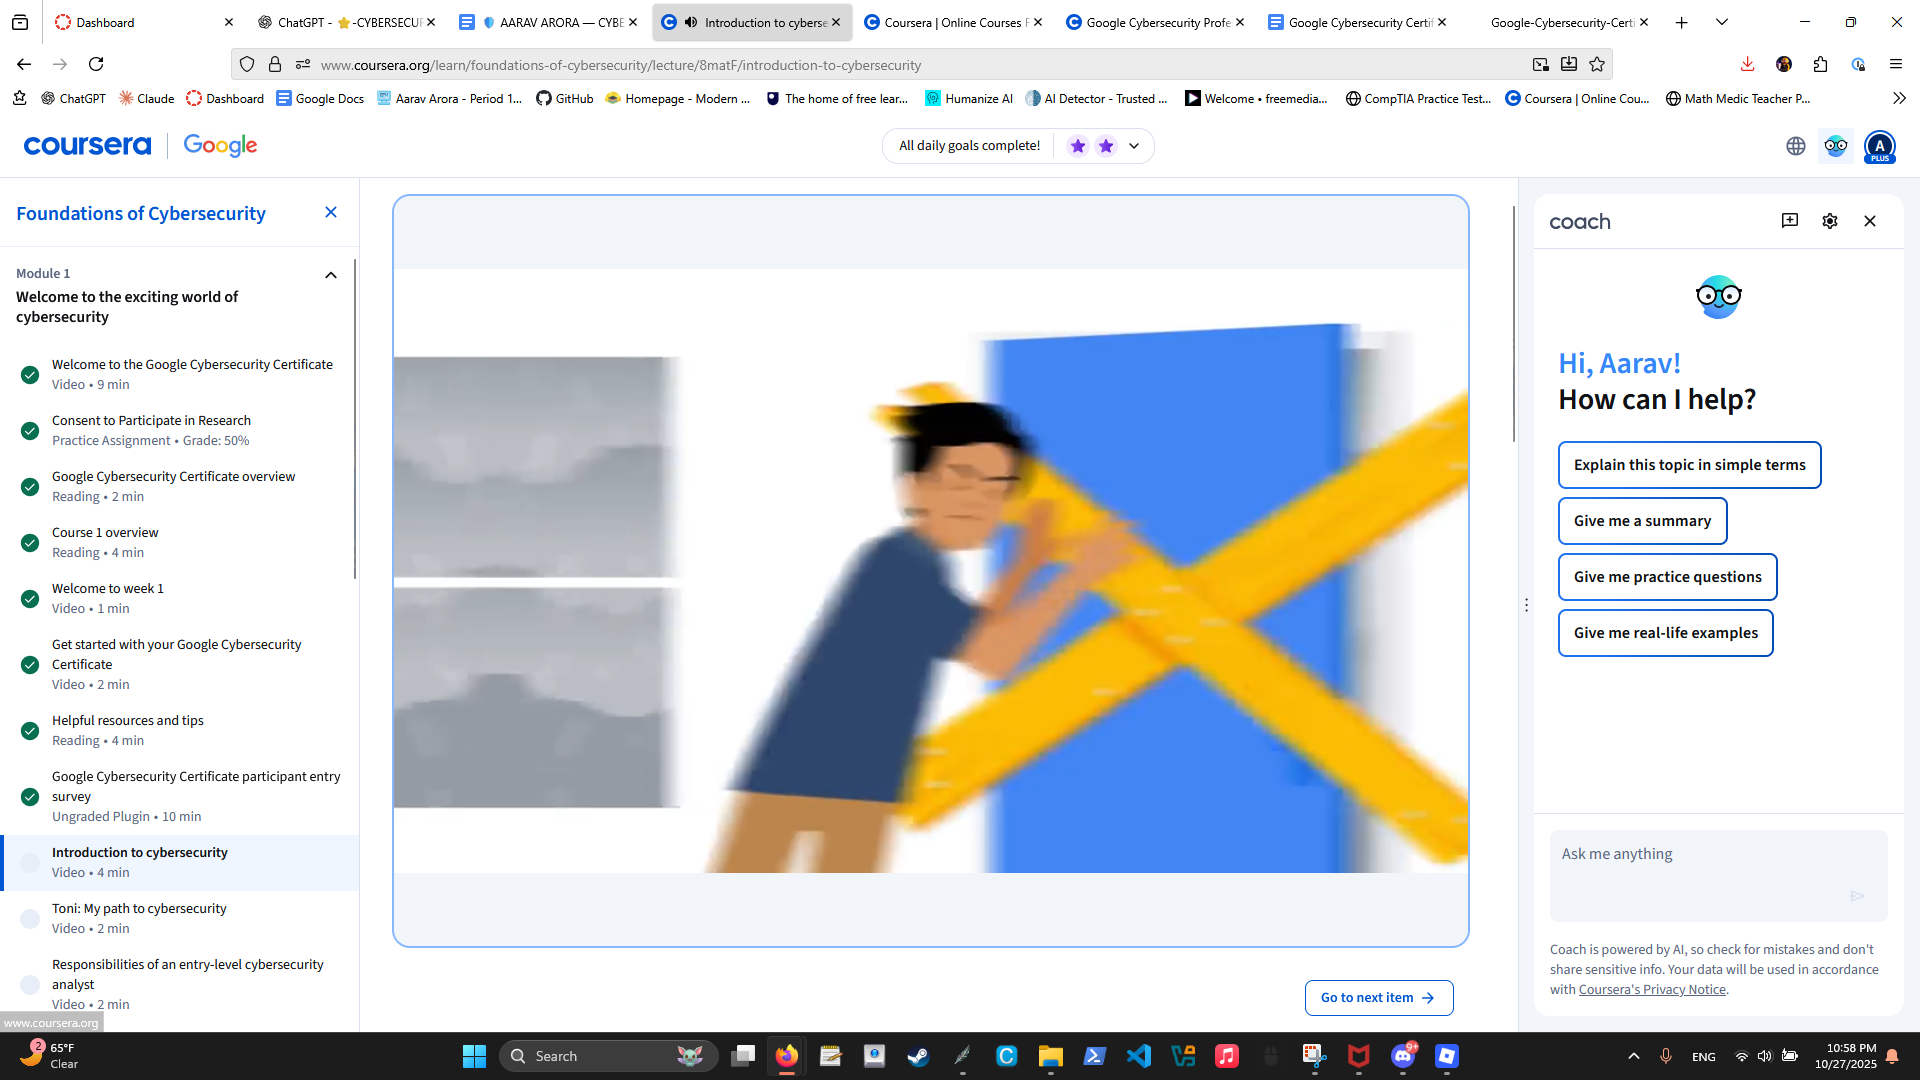 Dashboard
ChatGPT - ⭐-CYBERSECUR
AARAV ARORA — CYBE
Introduction to cyberse
Coursera | Online Courses F
Google Cybersecurity Profe
Google Cybersecurity Certif
Google-Cybersecurity-Certi
www.coursera.org/learn/foundations-of-cybersecurity/lecture/8matF/introduction-to-cybersecurity
ChatGPT
Claude
Dashboard
Google Docs
Aarav Arora - Period 1...
GitHub
Homepage - Modern ...
The home of free lear...
Humanize AI
AI Detector - Trusted ...
Welcome • freemedia...
CompTIA Practice Test...
Coursera | Online Cou...
Math Medic Teacher P...
coursera
Google
All daily goals complete!
A
PLUS
Foundations of Cybersecurity
Module 1
Welcome to the exciting world of
cybersecurity
Welcome to the Google Cybersecurity Certificate
Video • 9 min
Consent to Participate in Research
Practice Assignment • Grade: 50%
Google Cybersecurity Certificate overview
Reading • 2 min
Course 1 overview
Reading • 4 min
Welcome to week 1
Video • 1 min
Get started with your Google Cybersecurity
Certificate
Video • 2 min
Helpful resources and tips
Reading • 4 min
Google Cybersecurity Certificate participant entry
survey
Ungraded Plugin • 10 min
Introduction to cybersecurity
Video • 4 min
Toni: My path to cybersecurity
Video • 2 min
Responsibilities of an entry-level cybersecurity
analyst
Video • 2 min
www.coursera.org
Go to next item
coach
Hi, Aarav!
How can I help?
Explain this topic in simple terms
Give me a summary
Give me practice questions
Give me real-life examples
Ask me anything
Coach is powered by AI, so check for mistakes and don't
share sensitive info. Your data will be used in accordance
with Coursera's Privacy Notice.
2
65°F
Clear
Search
9+
ENG
10:58 PM
10/27/2025